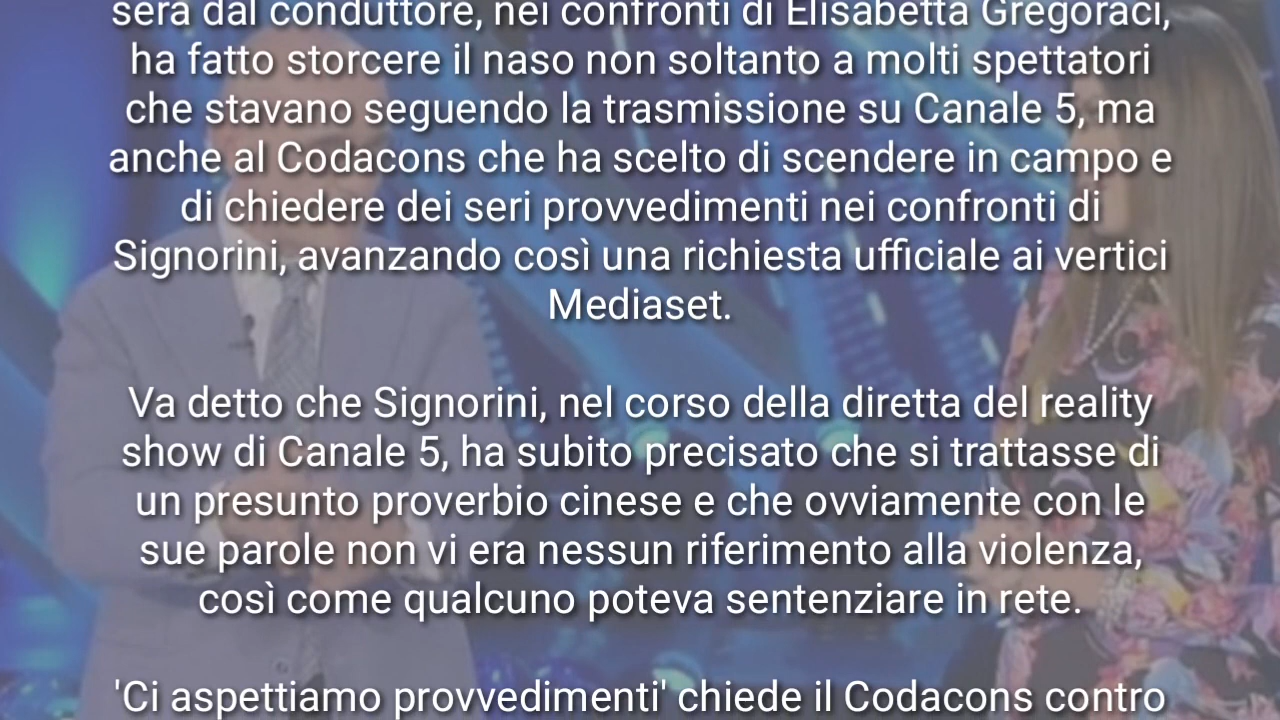 sera dal conduttore, nei confronti di Elisabetta Gregoraci,
ha fatto storcere il naso non soltanto a molti spettatori
che stavano seguendo la trasmissione su Canale 5, ma
anche al Codacons che ha scelto di scendere in campo e
di chiedere dei seri provvedimenti nei confronti di
Signorini, avanzando così una richiesta ufficiale ai vertici
Mediaset.
Va detto che Signorini, nel corso della diretta del reality
show di Canale 5, ha subito precisato che si trattasse di
un presunto proverbio cinese e che ovviamente con le
sue parole non vi era nessun riferimento alla violenza,
così come qualcuno poteva sentenziare in rete.
'Ci aspettiamo provvedimenti' chiede il Codacons contro